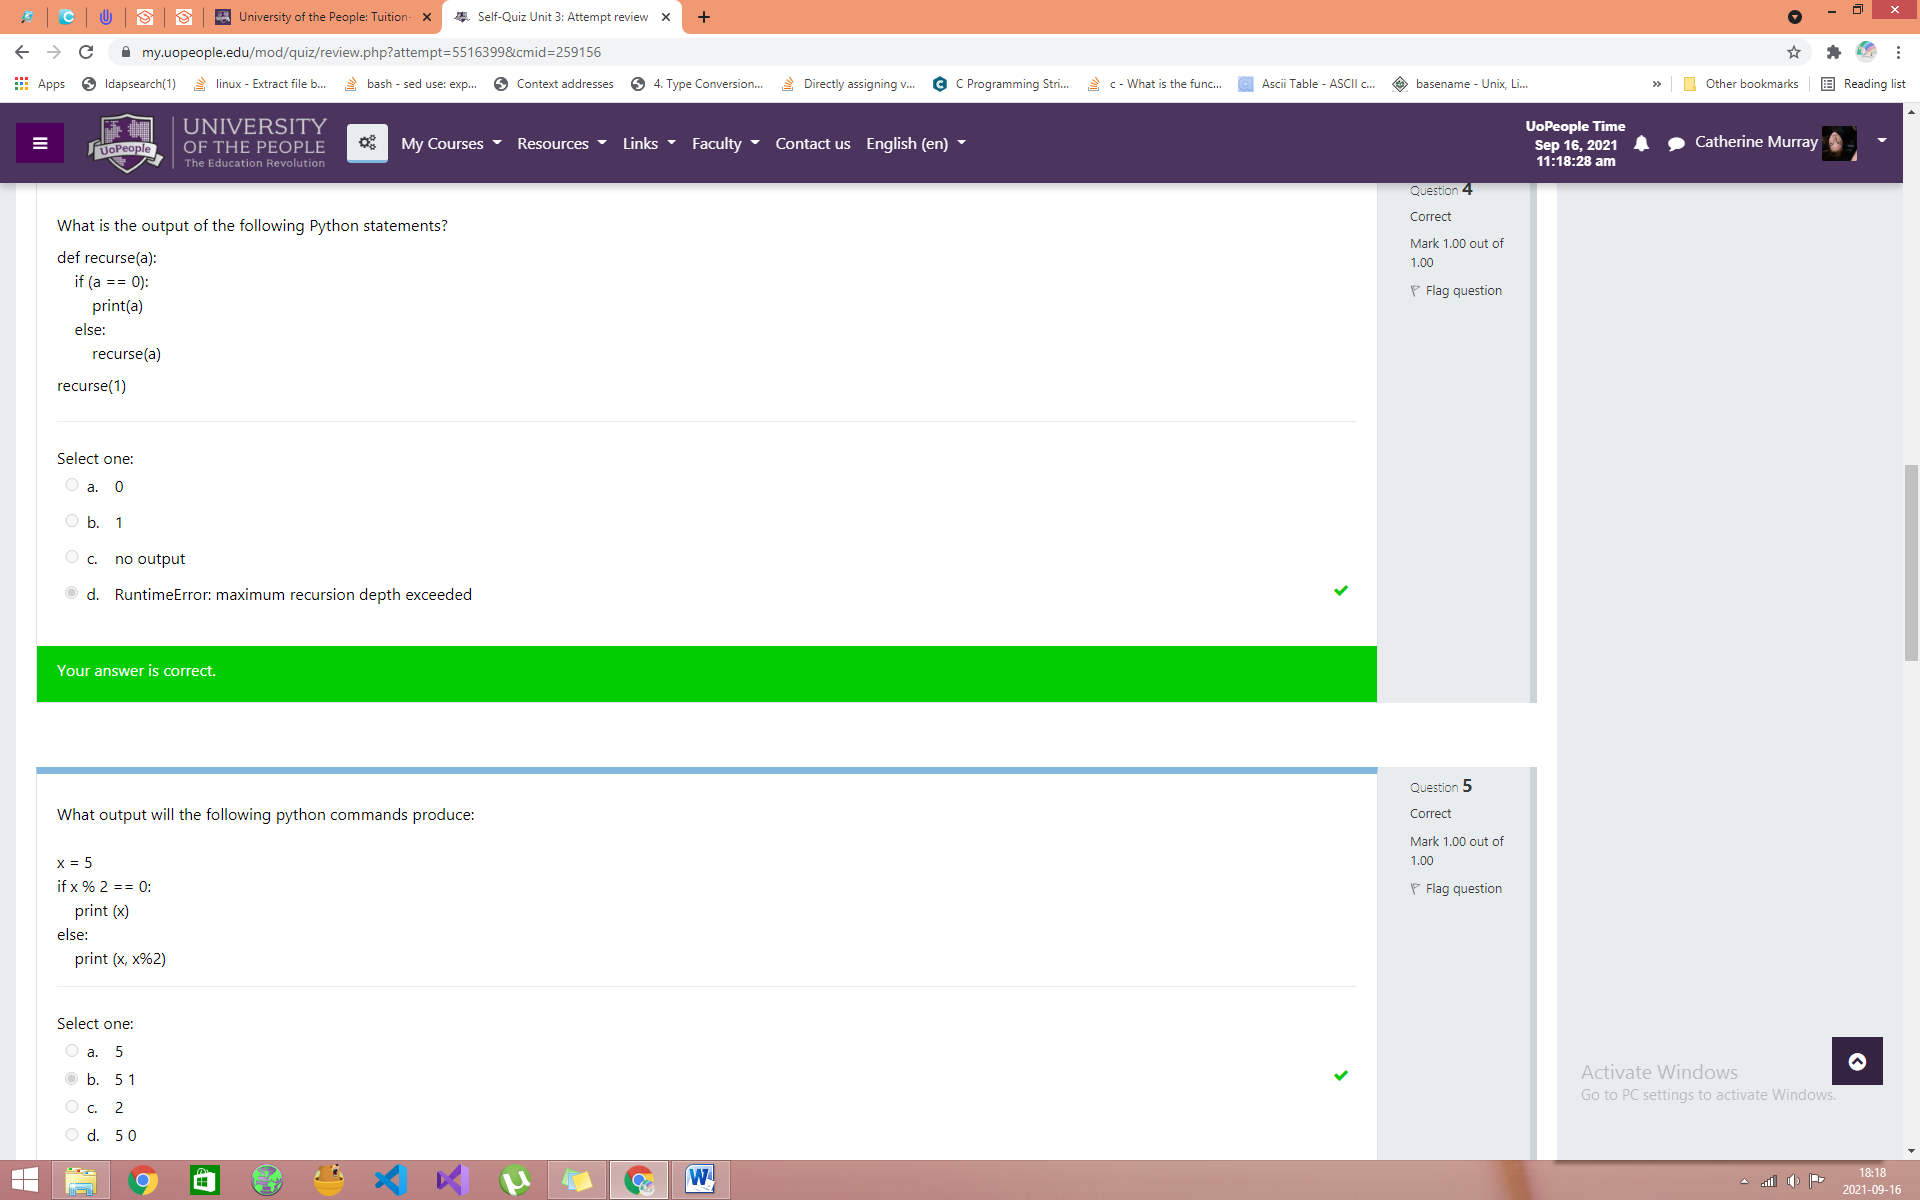 University of the People: Tuition-
Self-Quiz Unit 3: Attempt review
my.uopeople.edu/mod/quiz/review.php?attempt=5516399&cmid=259156
Apps
ldapsearch(1)
linux - Extract file b...
bash - sed use: exp...
Context addresses
4. Type Conversion...
Directly assigning v...
C Programming Stri...
c - What is the func...
Ascii Table - ASCII c...
basename - Unix, Li...
»
Other bookmarks
Reading list
UoPeople
UNIVERSITY
OF THE PEOPLE
The Education Revolution
My Courses
Resources
Links
Faculty
Contact us
English (en)
UoPeople Time
Sep 16, 2021
11:18:28 am
Catherine Murray
Question 4
Correct
Mark 1.00 out of
1.00
Flag question
What is the output of the following Python statements?
def recurse(a):
if (a == 0):
print(a)
else:
recurse(a)
recurse(1)
Select one:
a. 0
b. 1
c. no output
d. RuntimeError: maximum recursion depth exceeded
Your answer is correct.
Question 5
Correct
Mark 1.00 out of
1.00
Flag question
What output will the following python commands produce:
x = 5
if x % 2 == 0:
print (x)
else:
print (x, x%2)
Select one:
a. 5
b. 5 1
c. 2
d. 5 0
Activate Windows
Go to PC settings to activate Windows.
18:18
2021-09-16